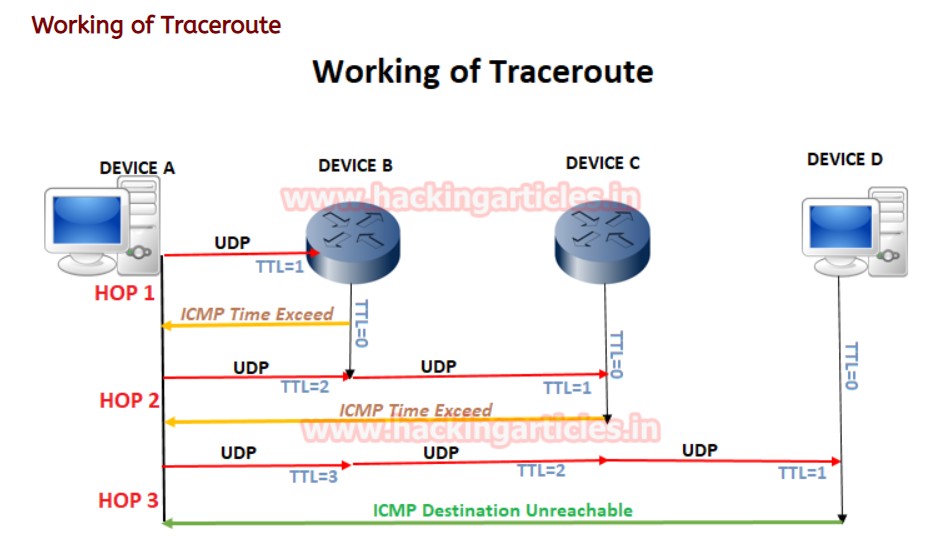 Working of Traceroute
Working of Traceroute
DEVICE A
DEVICE B
DEVICE C
DEVICE D
www.hackingarticles.in
UDP
TTL=1
HOP 1
ICMP Time Exceed
TTL=0
TTL=0
TTL=0
UDP
UDP
TTL=2
TTL=1
HOP 2
ICMP Time Exceed
www.hackingarticles.in
UDP
UDP
UDP
TTL=3
TTL=2
TTL=1
HOP 3
ICMP Destination Unreachable